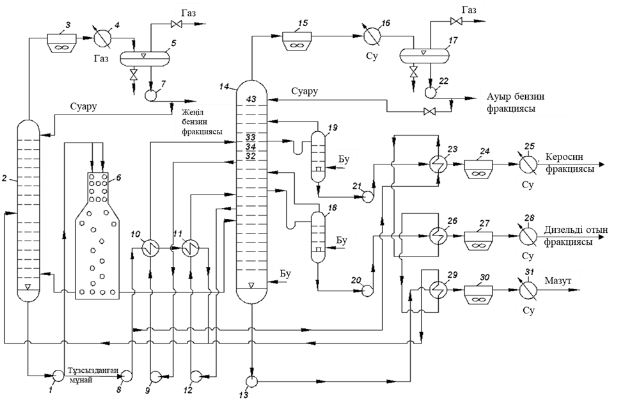 Газ
Газ
3
4
15
16
5
17
Газ
Су
7
22
14
43
Суару
Суару
Жеңіл
бензин
фракциясы
Ауыр бензин
фракциясы
19
33
34
32
Бу
23
24
25
Керосин
фракциясы
2
6
Су
21
18
10
11
26
27
28
Дизельді отын
фракциясы
Бу
Су
20
29
30
31
Мазут
Бу
Су
Тұзсызданған
мұнай
1
8
9
12
13